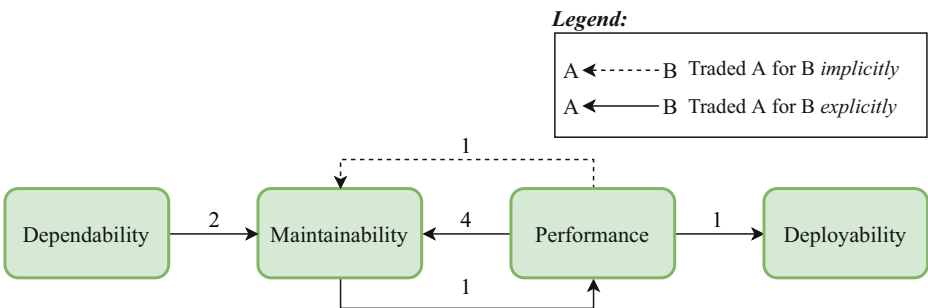 Legend:
A B Traded A for B implicitly
A B Traded A for B explicitly
1
Dependability 2 Maintainability 4 Performance 1 Deployability
1